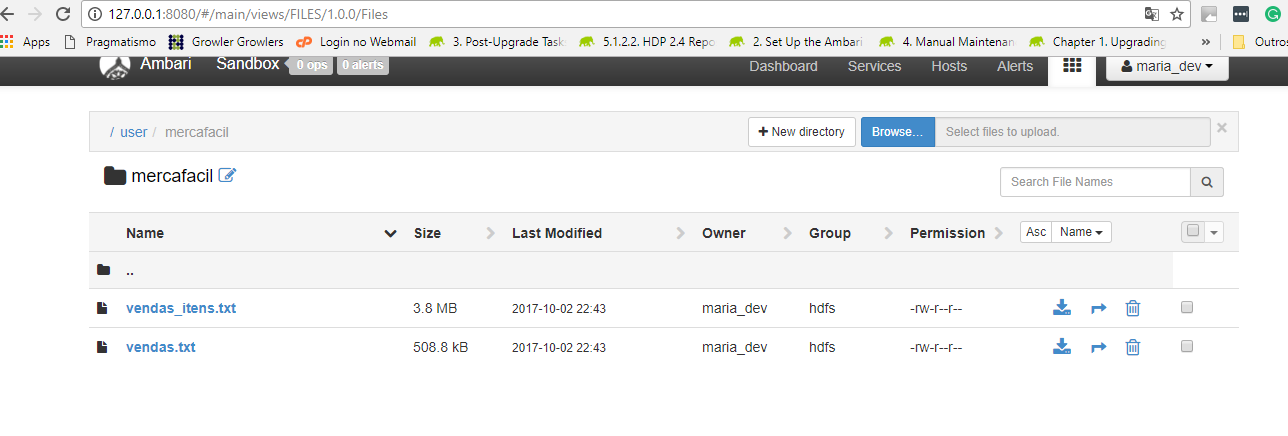 127.0.0.1:8080/#/main/views/FILES/1.0.0/Files
Apps Pragmatismo Growler Growlers Login no Webmail 3. Post-Upgrade Task 5.1.2.2. HDP 2.4 Repo 2. Set Up the Ambari 4. Manual Maintenan Chapter 1. Upgrading » Outros
Ambari Sandbox 0 ops 0 alerts Dashboard Services Hosts Alerts maria_dev
/ user / mercafacil New directory Browse... Select files to upload.
mercafacil Search File Names
Name Size Last Modified Owner Group Permission Asc Name
..
vendas_itens.txt 3.8 MB 2017-10-02 22:43 maria_dev hdfs -rw-r--r--
vendas.txt 508.8 kB 2017-10-02 22:43 maria_dev hdfs -rw-r--r--